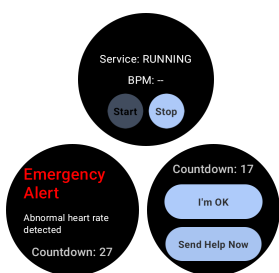 Service: RUNNING
BPM: --
Start Stop
Emergency
Alert
Abnormal heart rate
detected
Countdown: 27
Countdown: 17
I'm OK
Send Help Now